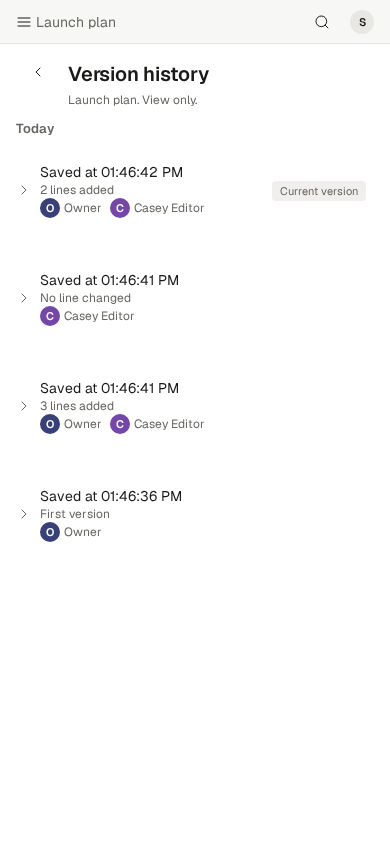 Launch plan
S
Version history
Launch plan. View only.
Today
Saved at 01:46:42 PM
2 lines added
Current version
O Owner C Casey Editor
Saved at 01:46:41 PM
No line changed
C Casey Editor
Saved at 01:46:41 PM
3 lines added
O Owner C Casey Editor
Saved at 01:46:36 PM
First version
O Owner